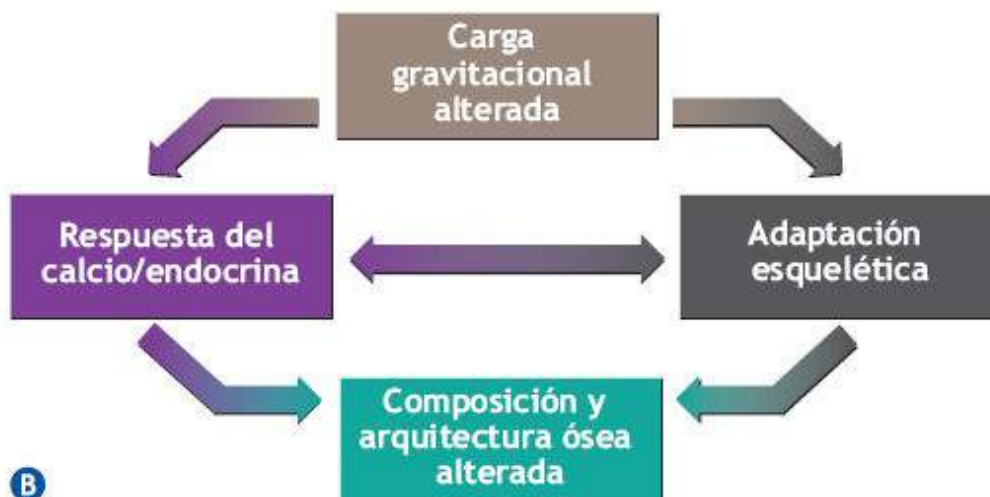 Carga
gravitacional
alterada
Respuesta del
calcio/endocrina
Adaptación
esquelética
Composición y
arquitectura ósea
alterada
B